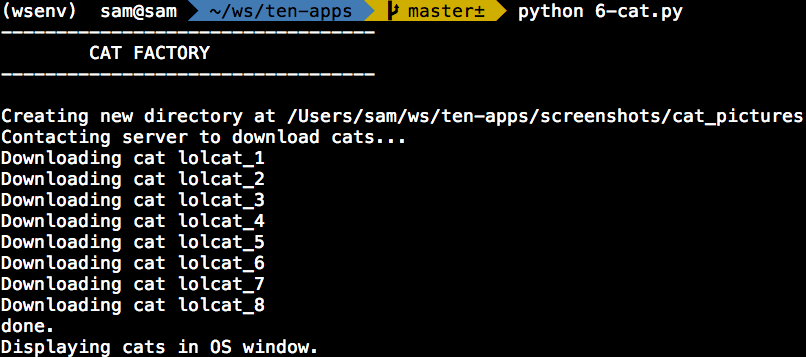 (wsenv) sam@sam ~/ws/ten-apps master± python 6-cat.py
----------------------------------
        CAT FACTORY
----------------------------------
Creating new directory at /Users/sam/ws/ten-apps/screenshots/cat_pictures
Contacting server to download cats...
Downloading cat lolcat_1
Downloading cat lolcat_2
Downloading cat lolcat_3
Downloading cat lolcat_4
Downloading cat lolcat_5
Downloading cat lolcat_6
Downloading cat lolcat_7
Downloading cat lolcat_8
done.
Displaying cats in OS window.